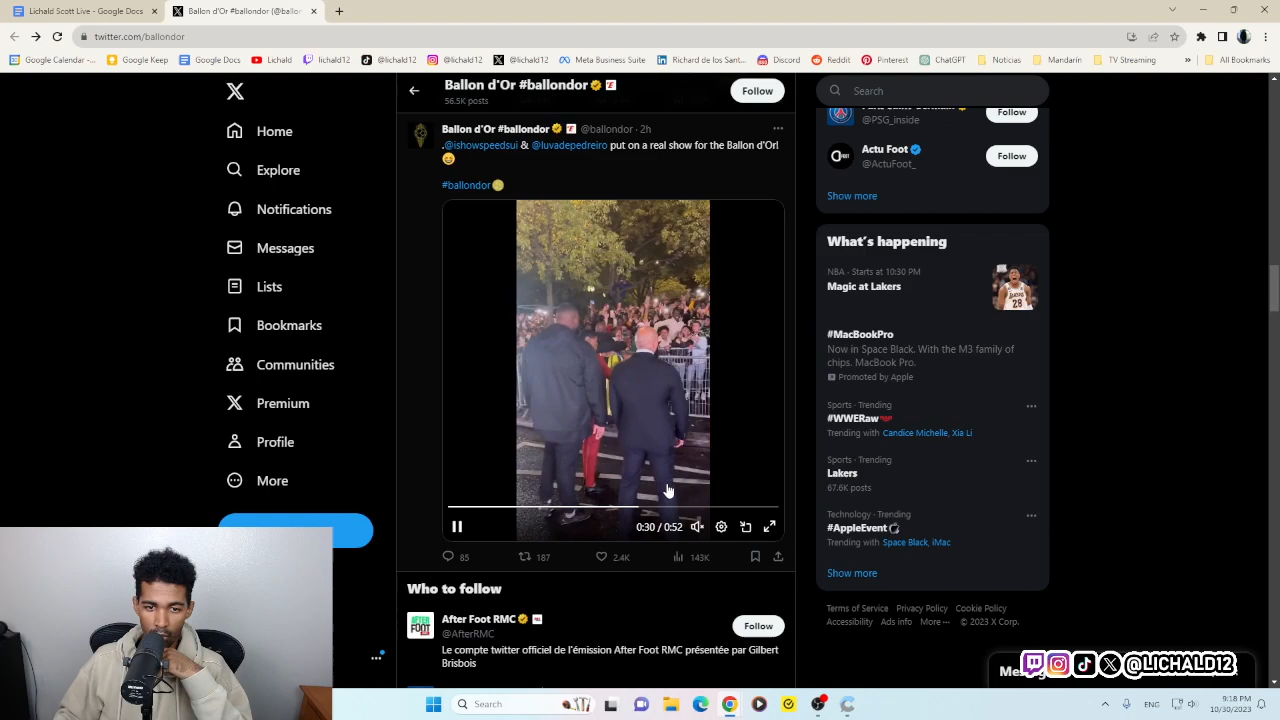 Lichald Scott Live - Google Docs
Ballon d'Or #ballondor (@ballor
twitter.com/ballondor
Google Calendar -...
Google Keep
Google Docs
Lichald
lichald12
@lichald12
@lichald12
@lichald12
Meta Business Suite
Richard de los Sant...
Discord
Reddit
Pinterest
ChatGPT
Noticias
Mandarín
TV Streaming
»
All Bookmarks
Ballon d'Or #ballondor
56.5K posts
Follow
Search
Home
Explore
Notifications
Messages
Lists
Bookmarks
Communities
Premium
Profile
More
Ballon d'Or #ballondor @ballondor · 2h
.@ishowspeedsui & @luvadepedreiro put on a real show for the Ballon d'Or!
#ballondor
0:30 / 0:52
85
187
2.4K
143K
Who to follow
After Foot RMC
@AfterRMC
Follow
Le compte twitter officiel de l'émission After Foot RMC présentée par Gilbert
Brisbois
@PSG_inside
Follow
Actu Foot
@ActuFoot_
Follow
Show more
What's happening
NBA · Starts at 10:30 PM
Magic at Lakers
#MacBookPro
Now in Space Black. With the M3 family of
chips. MacBook Pro.
Promoted by Apple
Sports · Trending
#WWERaw
Trending with Candice Michelle, Xia Li
Sports · Trending
Lakers
67.6K posts
Technology · Trending
#AppleEvent
Trending with Space Black, iMac
Show more
Terms of Service Privacy Policy Cookie Policy
Accessibility Ads info More ··· © 2023 X Corp.
@LICHALD12
Search
ENG
9:18 PM
10/30/2023